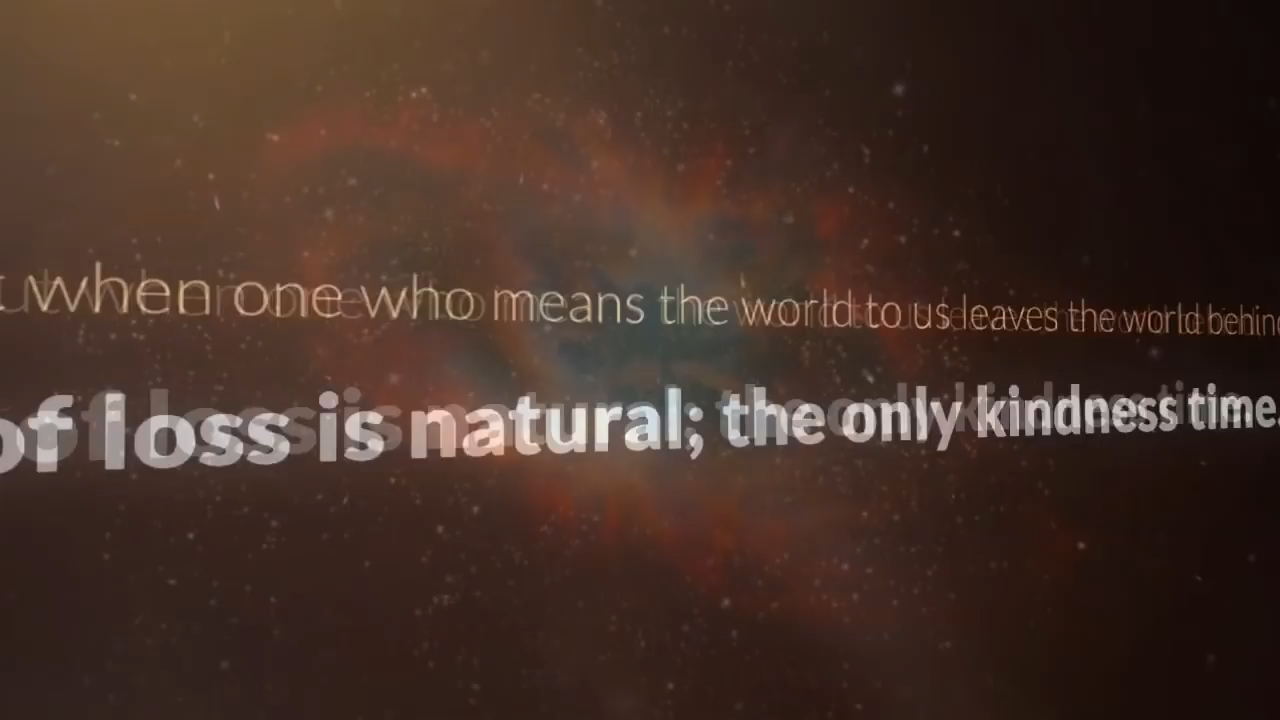 when one who means the world to us leaves the world behind
of loss is natural; the only kindness time